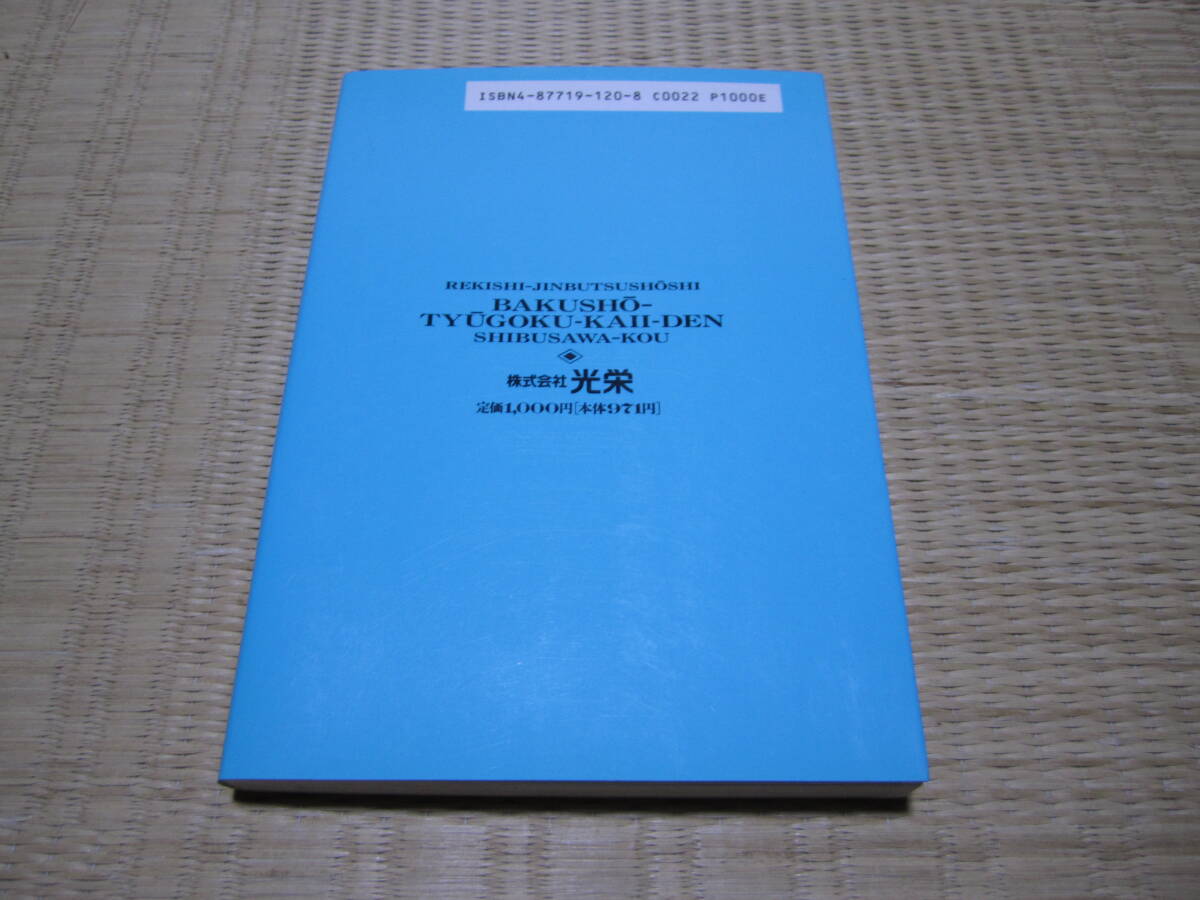 ISBN4-87719-120-8 C0022 P1000E
REKISHI-JINBUTSUSHŌSHI
BAKUSHŌ-
TYŪGOKU-KAII-DEN
SHIBUSAWA-KOU
株式会社 光栄
定価1,000円[本体971円]